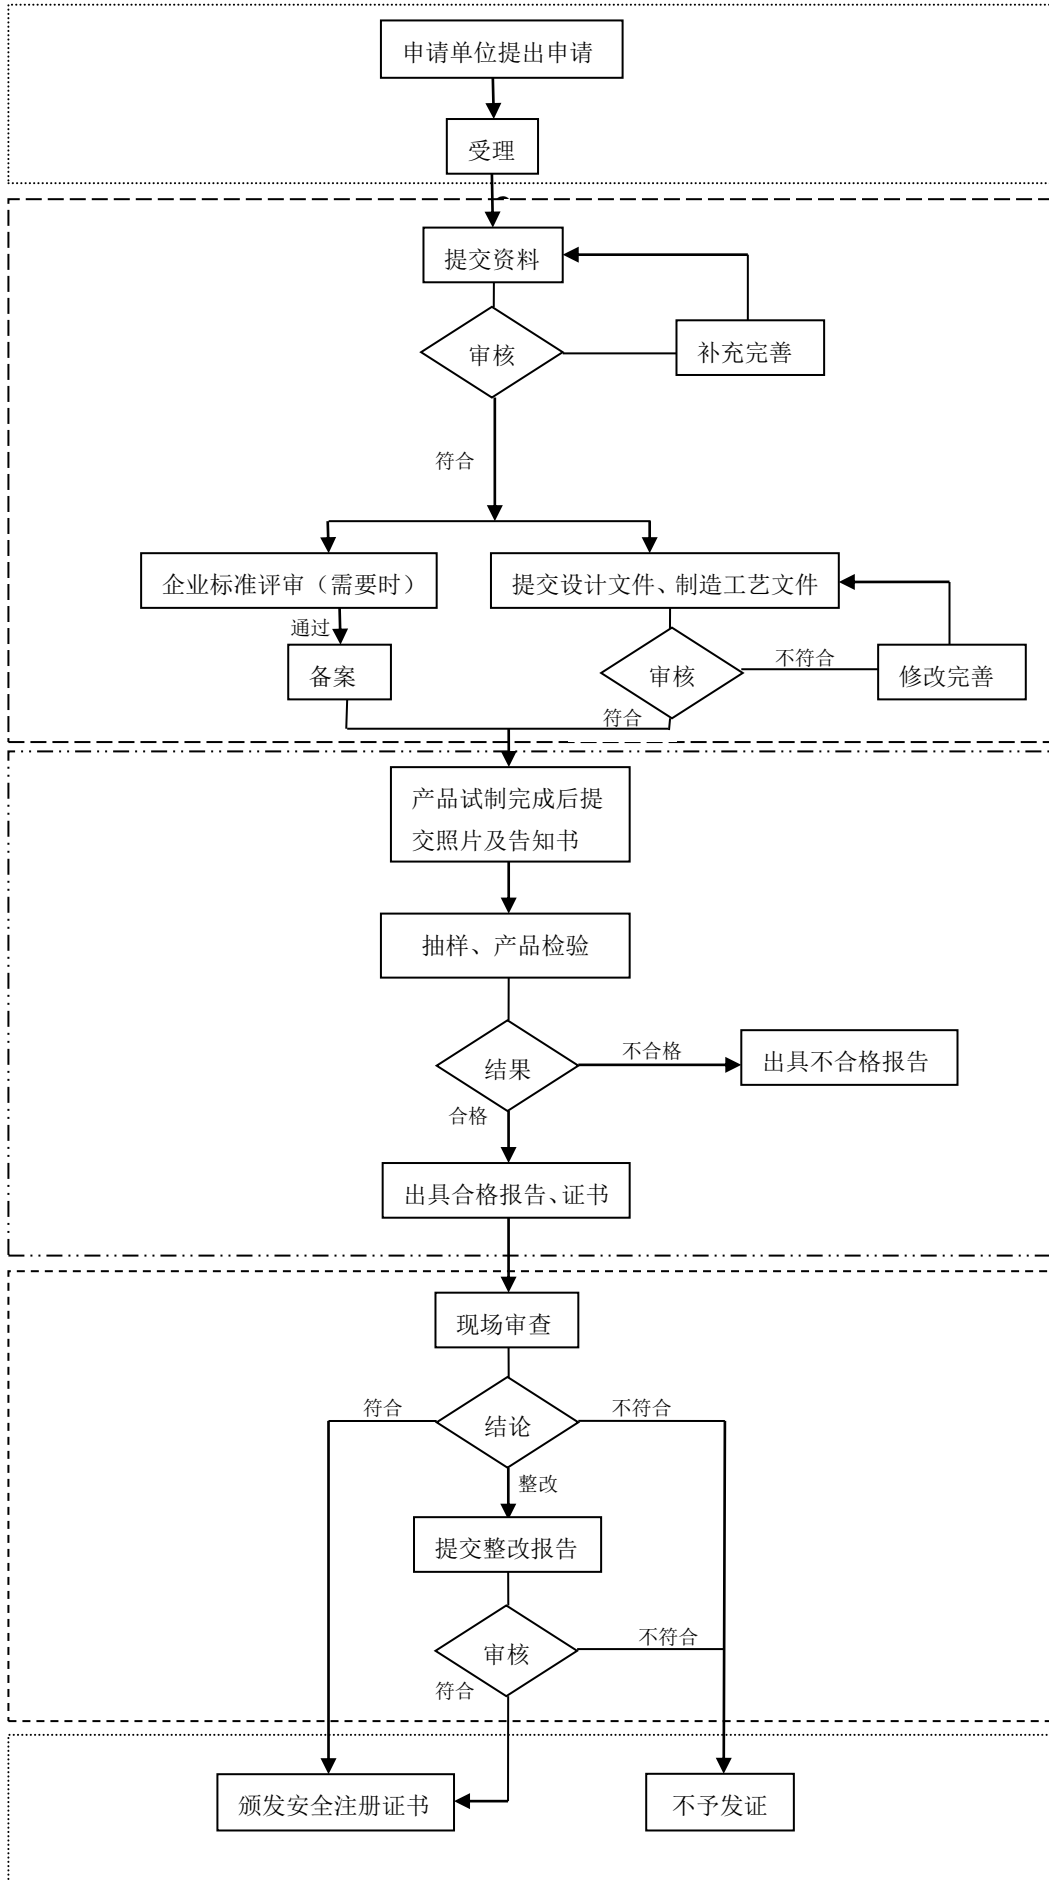 申请单位提出申请
受理
提交资料
审核
补充完善
符合
企业标准评审（需要时）
提交设计文件、制造工艺文件
通过
备案
审核
不符合
修改完善
符合
产品试制完成后提
交照片及告知书
抽样、产品检验
结果
不合格
出具不合格报告
合格
出具合格报告、证书
现场审查
符合
结论
不符合
整改
提交整改报告
审核
不符合
符合
颁发安全注册证书
不予发证